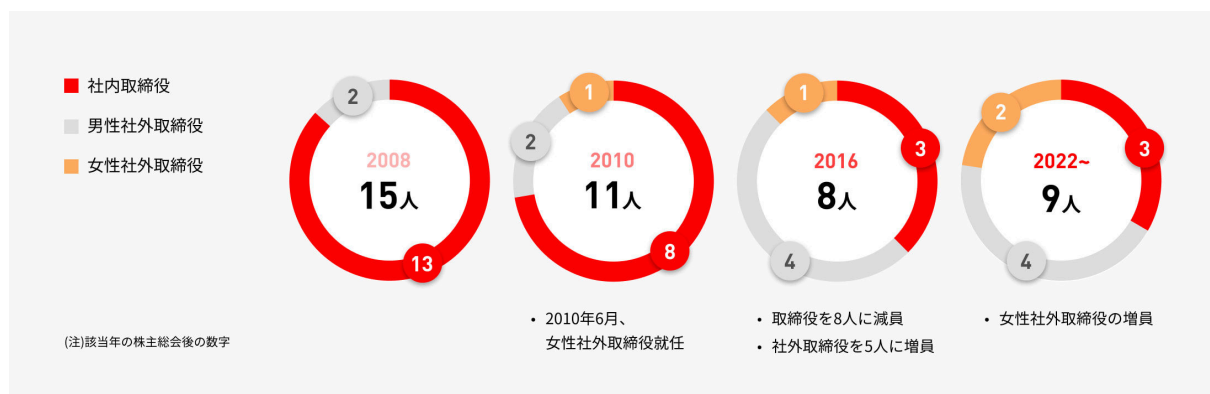 社内取締役
男性社外取締役
女性社外取締役
(注)該当年の株主総会後の数字
2
2008
15人
13
1
2
2010
11人
8
・ 2010年6月、
女性社外取締役就任
1
3
2016
8人
4
・ 取締役を8人に減員
・ 社外取締役を5人に増員
2
3
2022~
9人
4
・ 女性社外取締役の増員